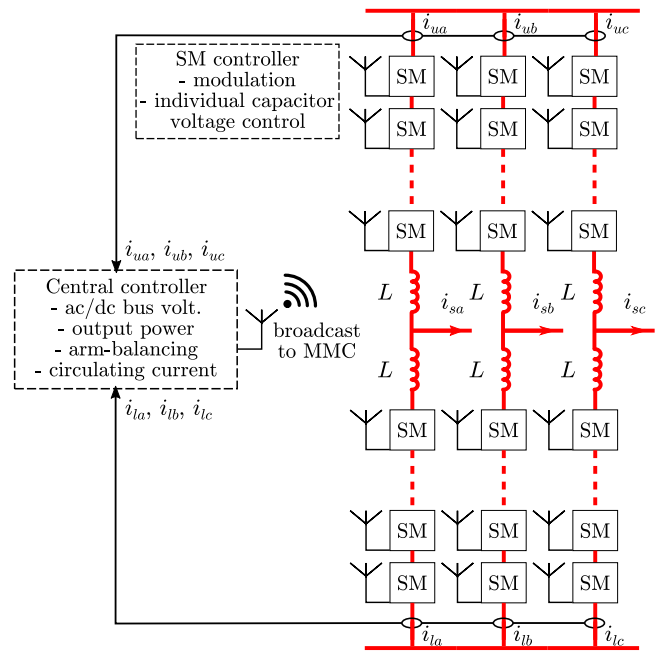 i_ua i_ub i_uc
SM controller
- modulation
- individual capacitor
voltage control
SM SM SM
SM SM SM
SM SM SM
i_ua, i_ub, i_uc
Central controller
- ac/dc bus volt.
- output power
- arm-balancing
- circulating current
broadcast
to MMC
L L L
i_sa i_sb i_sc
L L L
i_la, i_lb, i_lc
SM SM SM
SM SM SM
SM SM SM
i_la i_lb i_lc